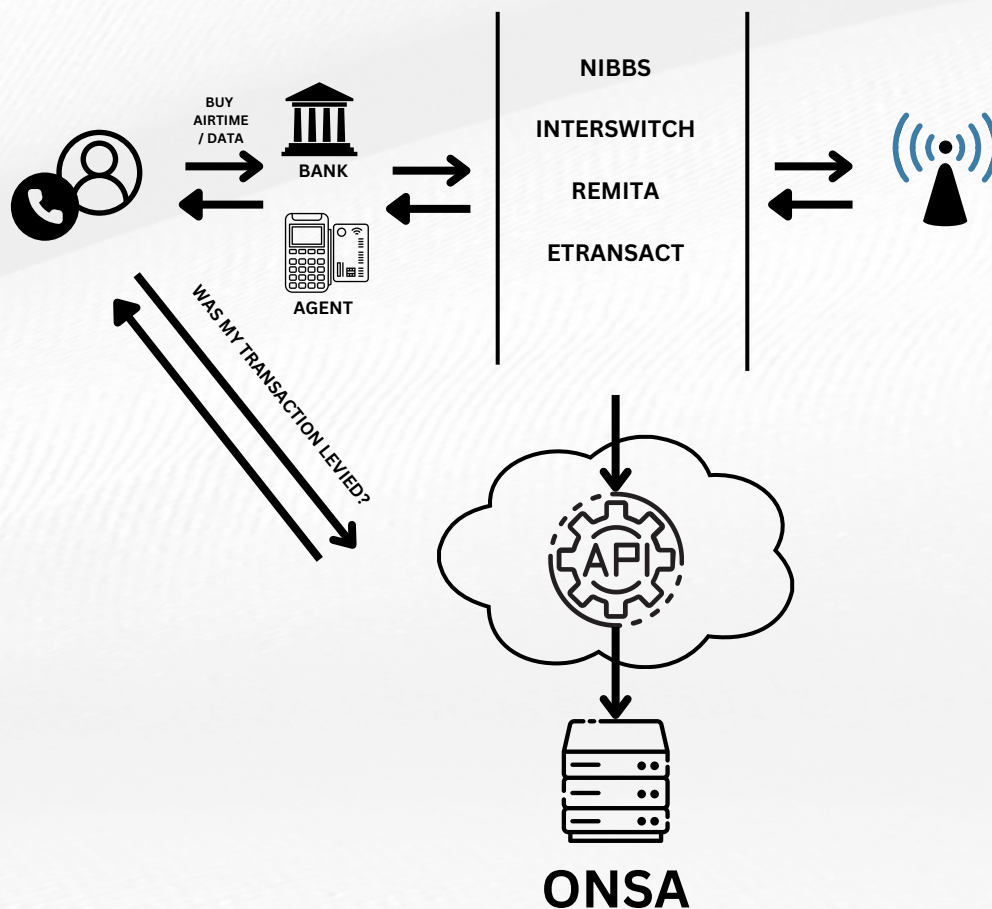 BUY
AIRTIME
/ DATA
BANK
AGENT
NIBBS
INTERSWITCH
REMITA
ETRANSACT
WAS MY TRANSACTION LEVIED?
API
ONSA